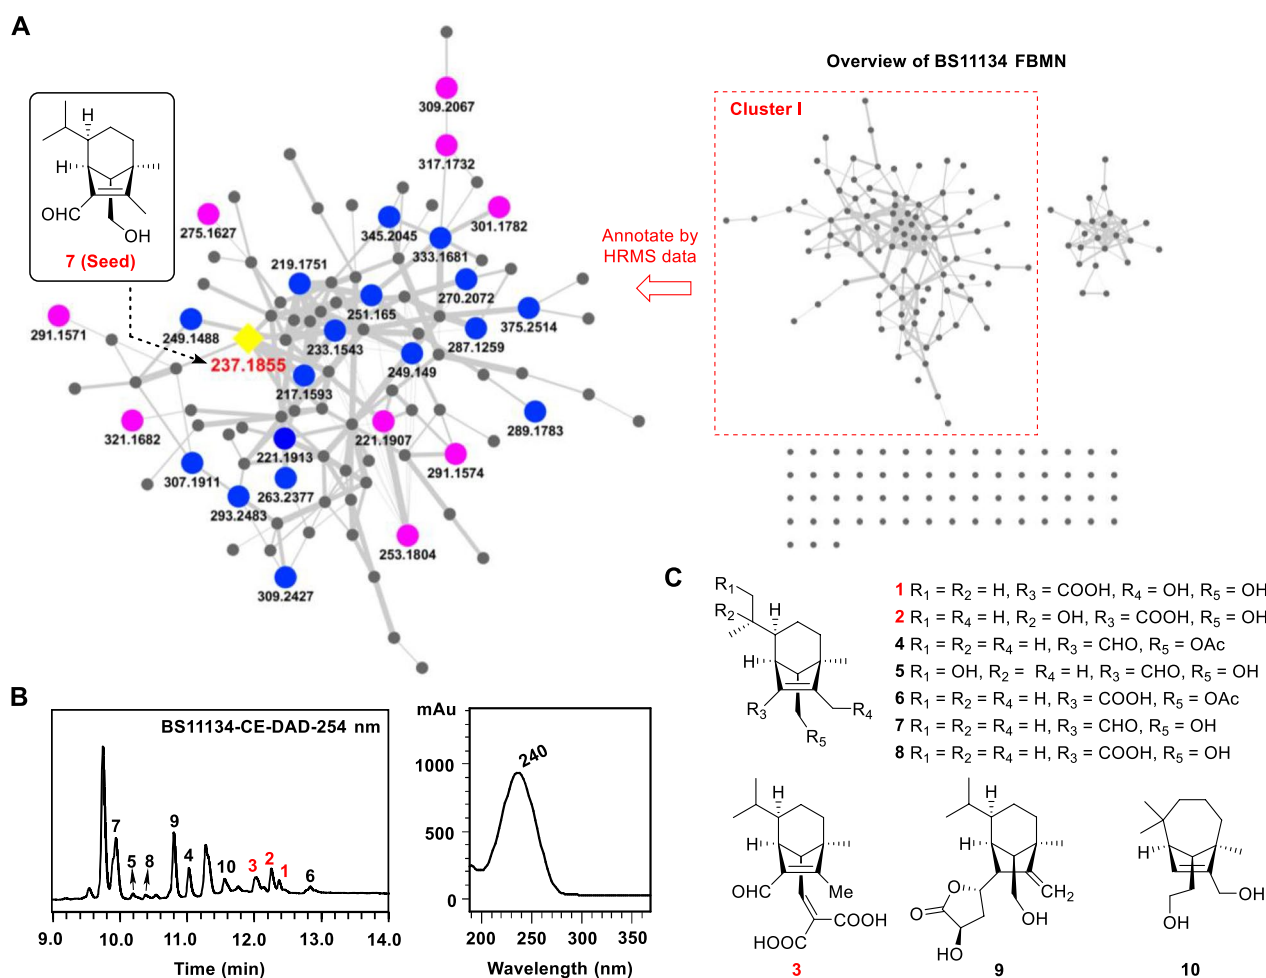 A
Overview of BS11134 FBMN
Cluster I
Annotate by
HRMS data
H
H
OHC
OH
7 (Seed)
309.2067
317.1732
301.1782
275.1627
345.2045
333.1681
219.1751
270.2072
251.165
375.2514
291.1571
249.1488
233.1543
287.1259
237.1855
249.149
217.1593
289.1783
321.1682
221.1907
221.1913
291.1574
307.1911
263.2377
293.2483
253.1804
309.2427
B
BS11134-CE-DAD-254 nm
7
5
8
9
4
10
3
2
1
6
9.0 10.0 11.0 12.0 13.0 14.0
Time (min)
mAu
1000
500
0
240
200 250 300 350
Wavelength (nm)
C
R1
R2
H
H
R3
R4
R5
1 R1 = R2 = H, R3 = COOH, R4 = OH, R5 = OH
2 R1 = R4 = H, R2 = OH, R3 = COOH, R5 = OH
4 R1 = R2 = R4 = H, R3 = CHO, R5 = OAc
5 R1 = OH, R2 = R4 = H, R3 = CHO, R5 = OH
6 R1 = R2 = R4 = H, R3 = COOH, R5 = OAc
7 R1 = R2 = R4 = H, R3 = CHO, R5 = OH
8 R1 = R2 = R4 = H, R3 = COOH, R5 = OH
H
H
OHC
Me
COOH
HOOC
3
H
O
O
HO
CH2
OH
9
H
OH
OH
10